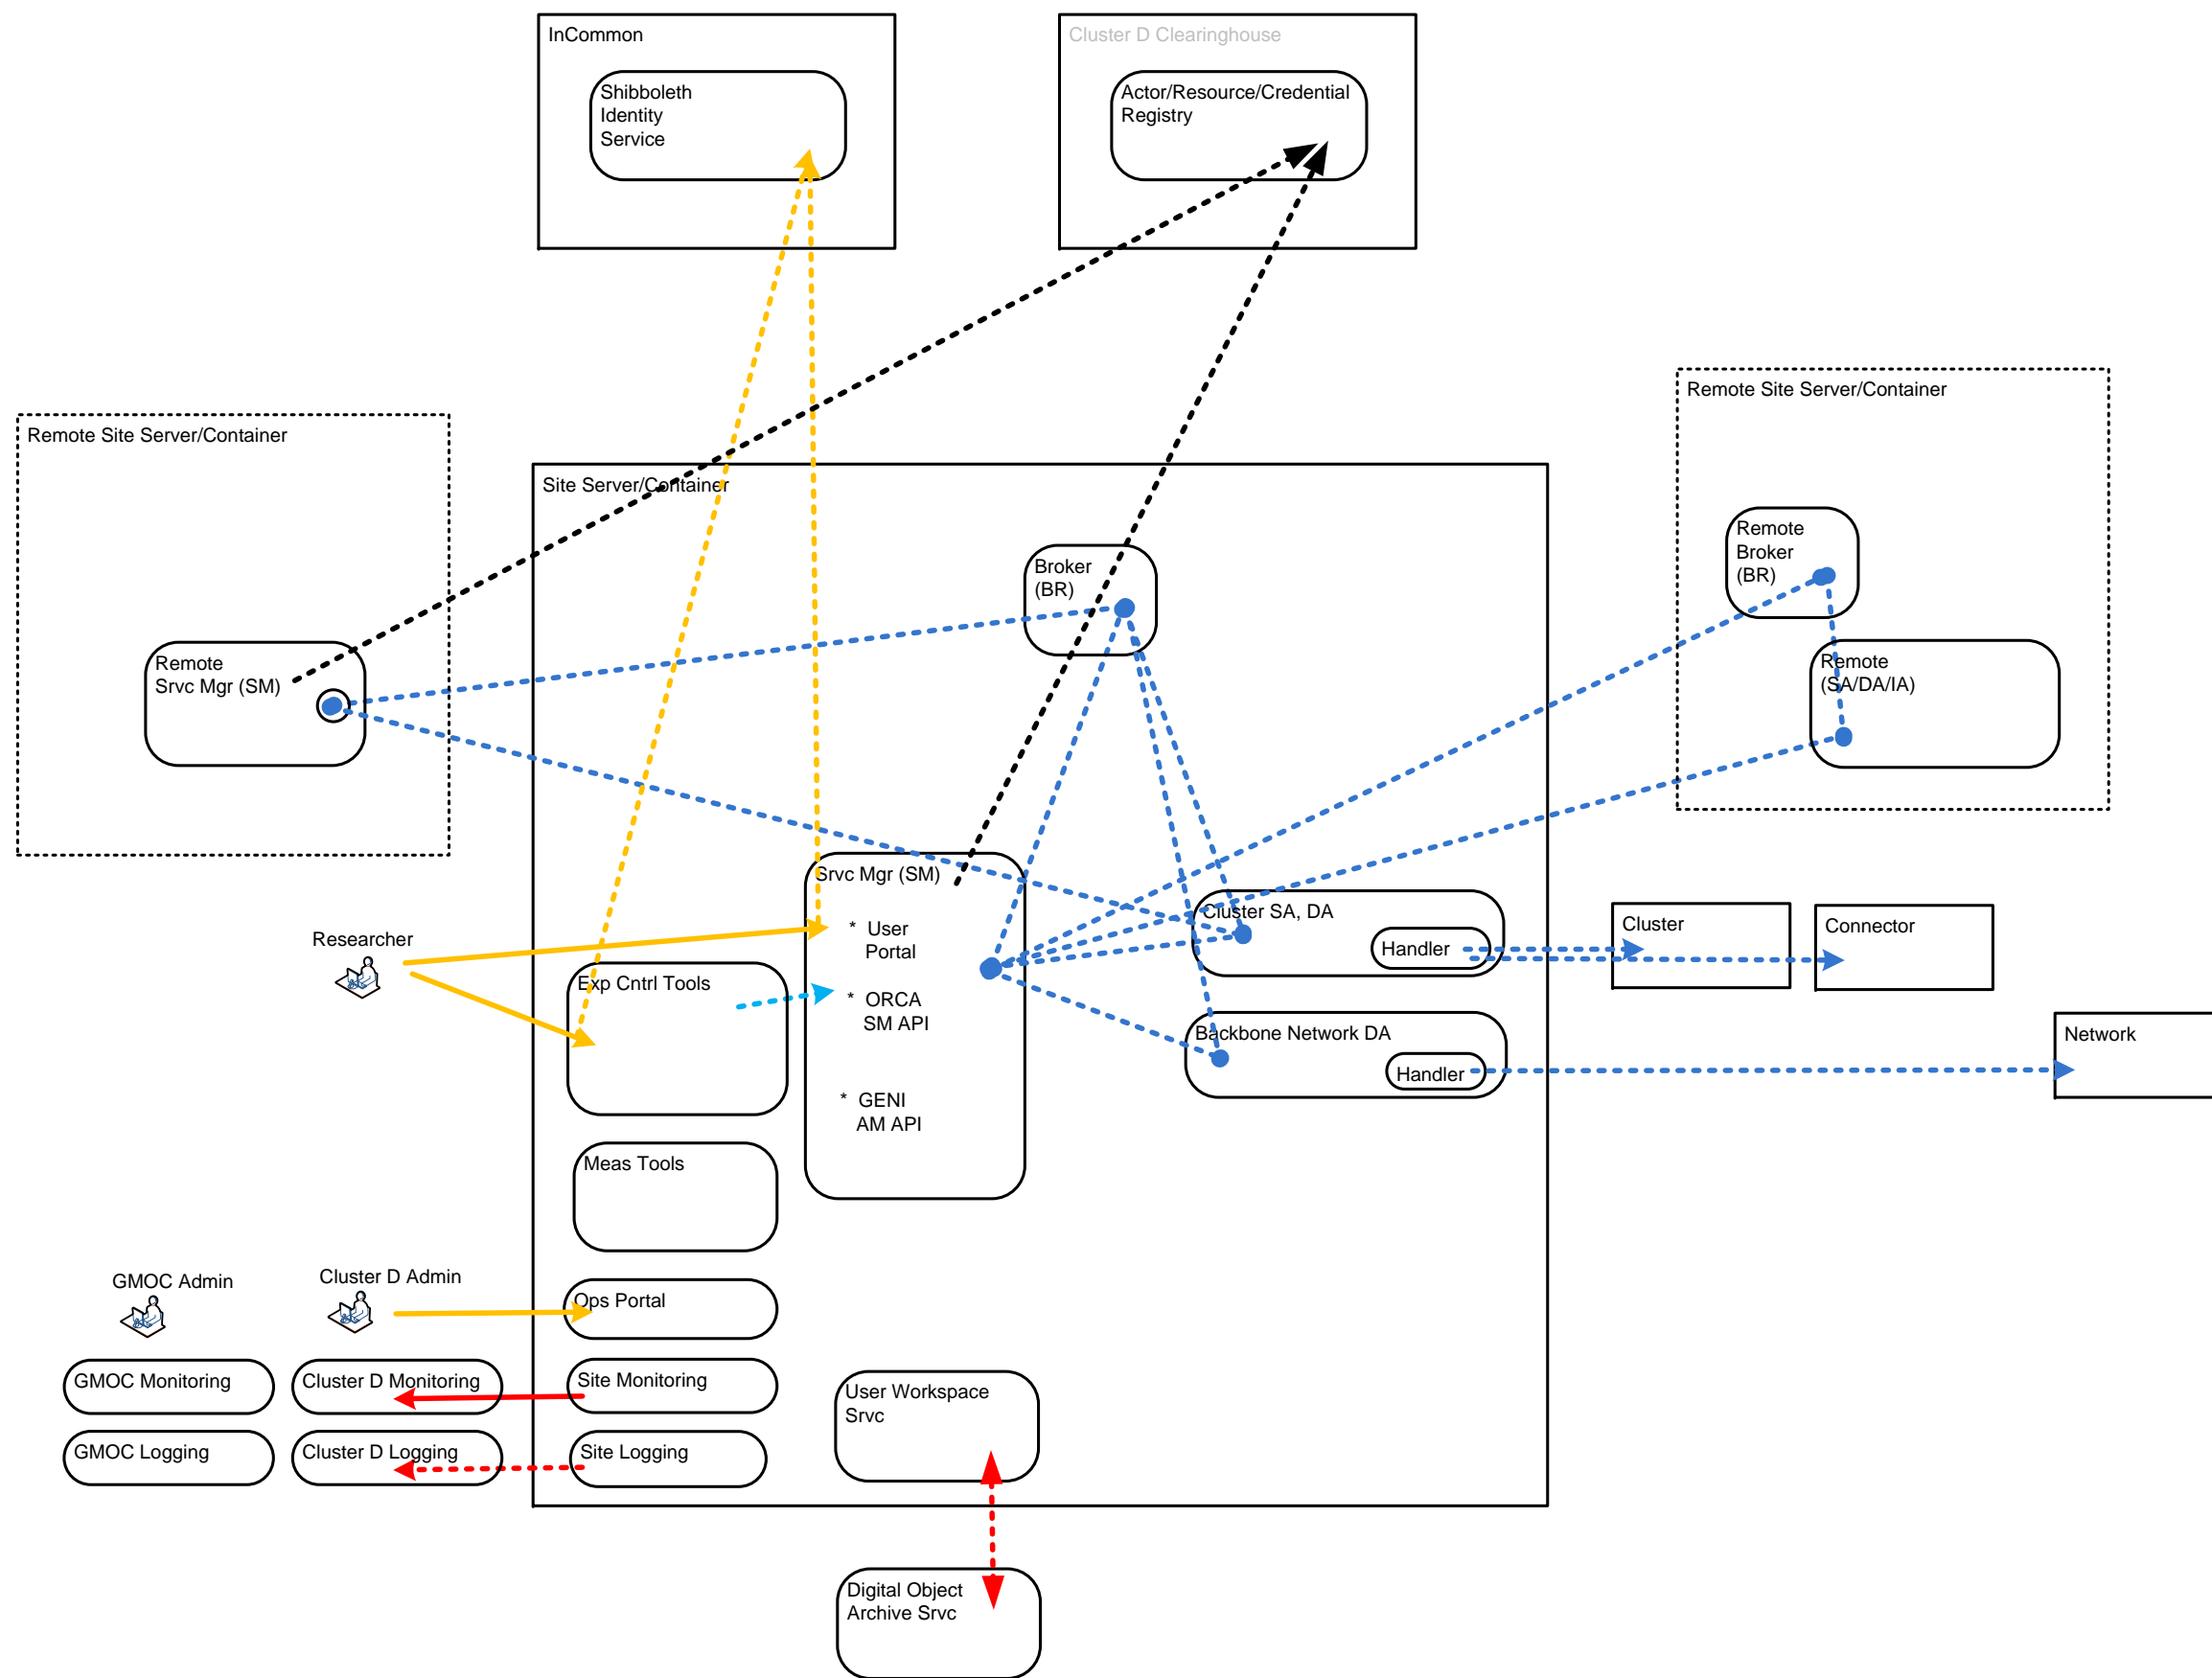 InCommon
Shibboleth
Identity
Service
Cluster D Clearinghouse
Actor/Resource/Credential
Registry
Remote Site Server/Container
Remote
Srvc Mgr (SM)
Site Server/Container
Broker
(BR)
Remote Site Server/Container
Remote
Broker
(BR)
Remote
(SA/DA/IA)
Researcher
Srvc Mgr (SM)
* User
Portal
* ORCA
SM API
* GENI
AM API
Exp Cntrl Tools
Cluster SA, DA
Handler
Cluster
Connector
Backbone Network DA
Handler
Network
Meas Tools
GMOC Admin
Cluster D Admin
Ops Portal
GMOC Monitoring
Cluster D Monitoring
Site Monitoring
GMOC Logging
Cluster D Logging
Site Logging
User Workspace
Srvc
Digital Object
Archive Srvc